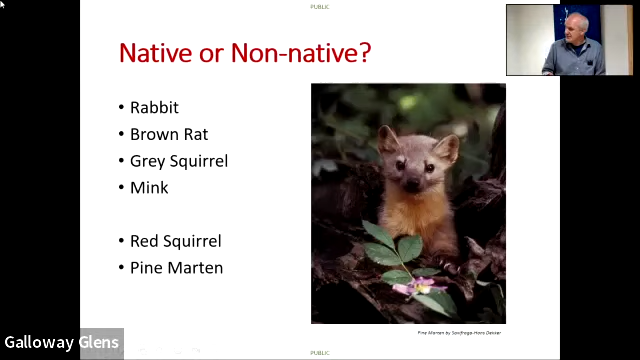 PUBLIC
Native or Non-native?
• Rabbit
• Brown Rat
• Grey Squirrel
• Mink
• Red Squirrel
• Pine Marten
Pine Marten by Saxifraga-Hans Dekker
Galloway Glens
PUBLIC